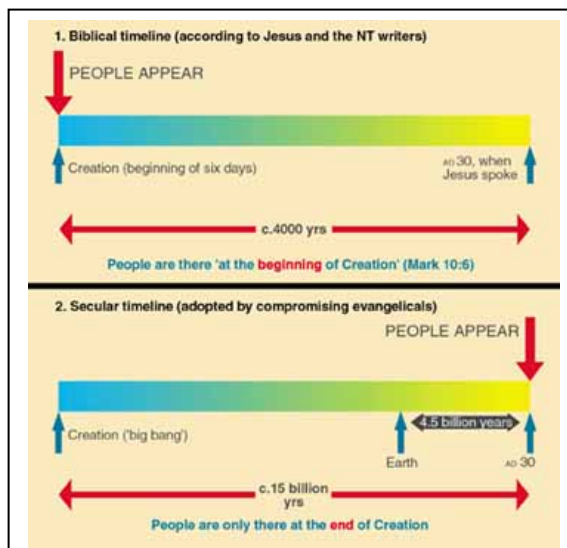 1. Biblical timeline (according to Jesus and the NT writers)
PEOPLE APPEAR
Creation (beginning of six days)
AD 30, when
Jesus spoke
c.4000 yrs
People are there 'at the beginning of Creation' (Mark 10:6)
2. Secular timeline (adopted by compromising evangelicals)
PEOPLE APPEAR
Creation ('big bang')
4.5 billion years
Earth
AD 30
c.15 billion
yrs
People are only there at the end of Creation